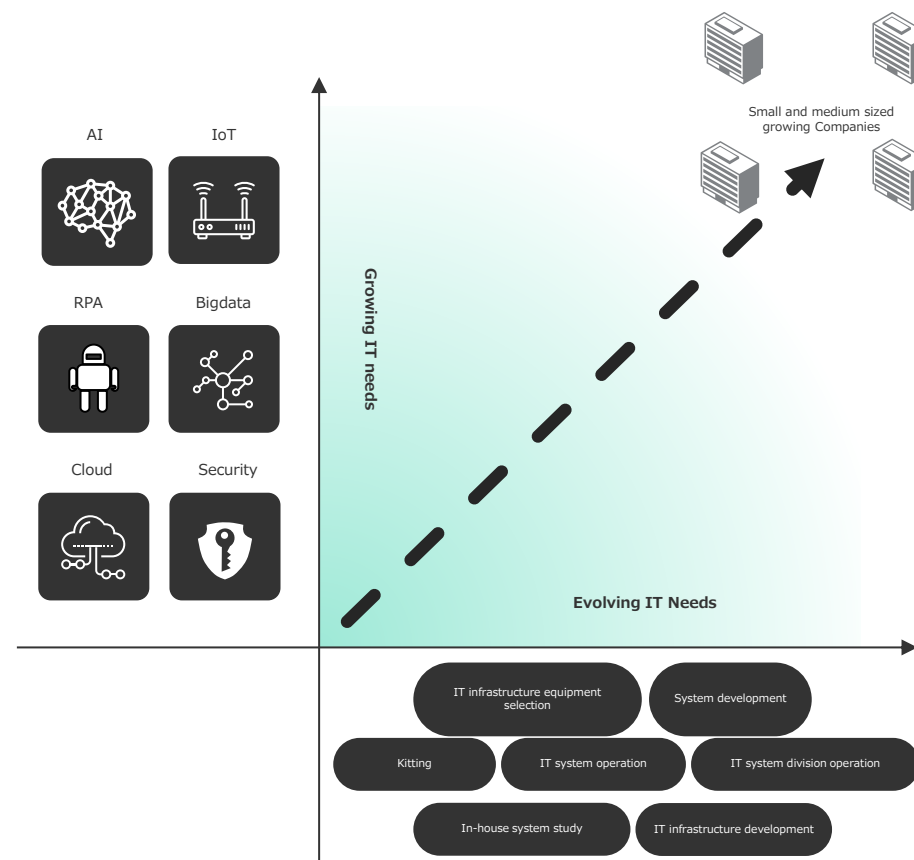 Small and medium sized
growing Companies
AI
IoT
RPA
Bigdata
Cloud
Security
Growing IT needs
Evolving IT Needs
IT infrastructure equipment
selection
System development
Kitting
IT system operation
IT system division operation
In-house system study
IT infrastructure development